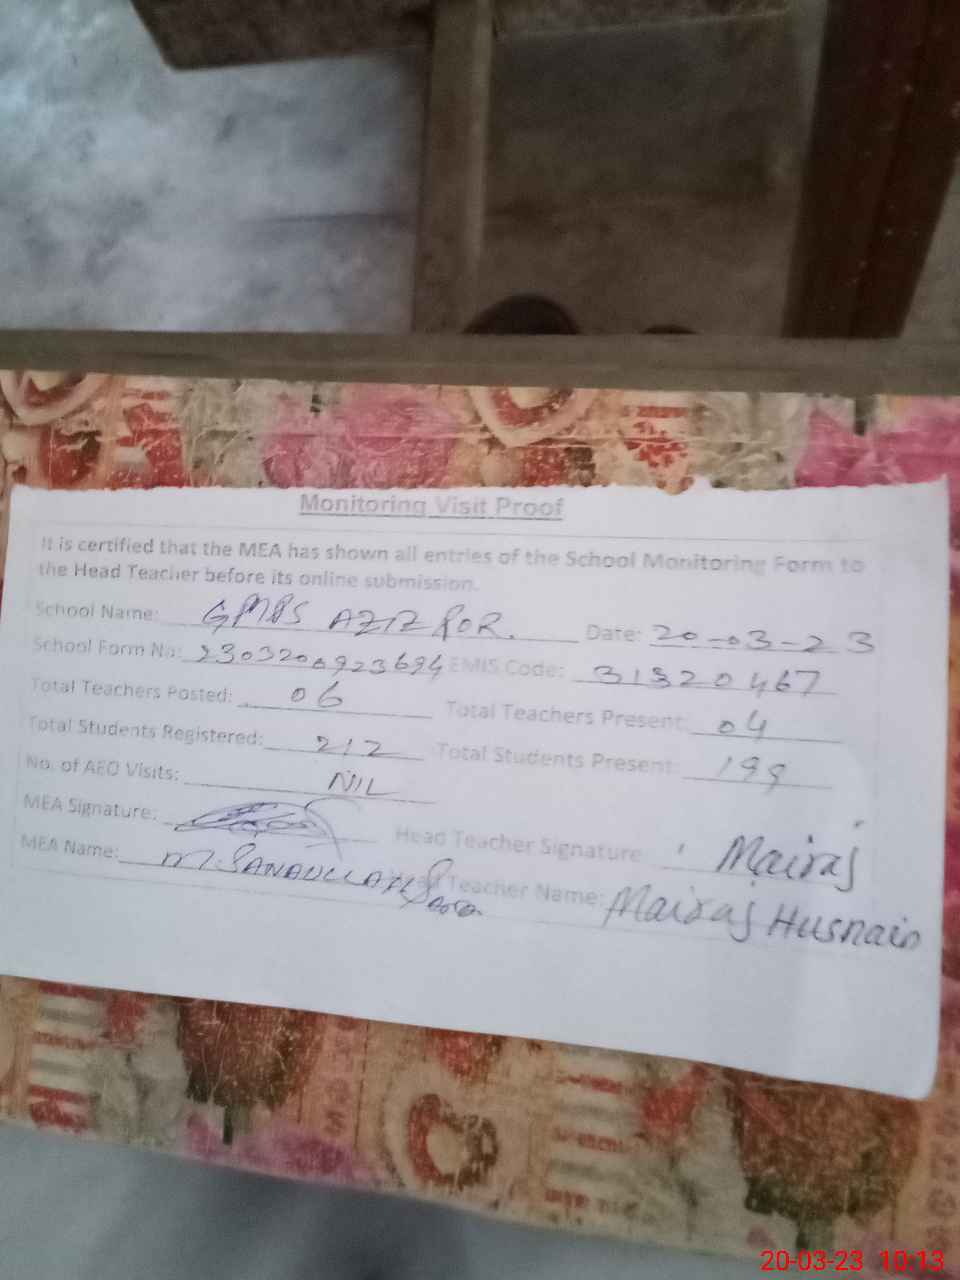 Monitoring Visit Proof
It is certified that the MEA has shown all entries of the School Monitoring Form to
the Head Teacher before its online submission.
School Name: GMPS AZIZ POR. Date: 20-03-23
School Form No: 2303200923694 EMIS Code: 31320467
Total Teachers Posted: 06 Total Teachers Present: 04
Total Students Registered: 212 Total Students Present: 199
No. of AEO Visits: NIL
MEA Signature: Head Teacher Signature Mairaj
MEA Name: M. SANAULLAH Teacher Name: Mairaj Husnain
20-03-23 10:13